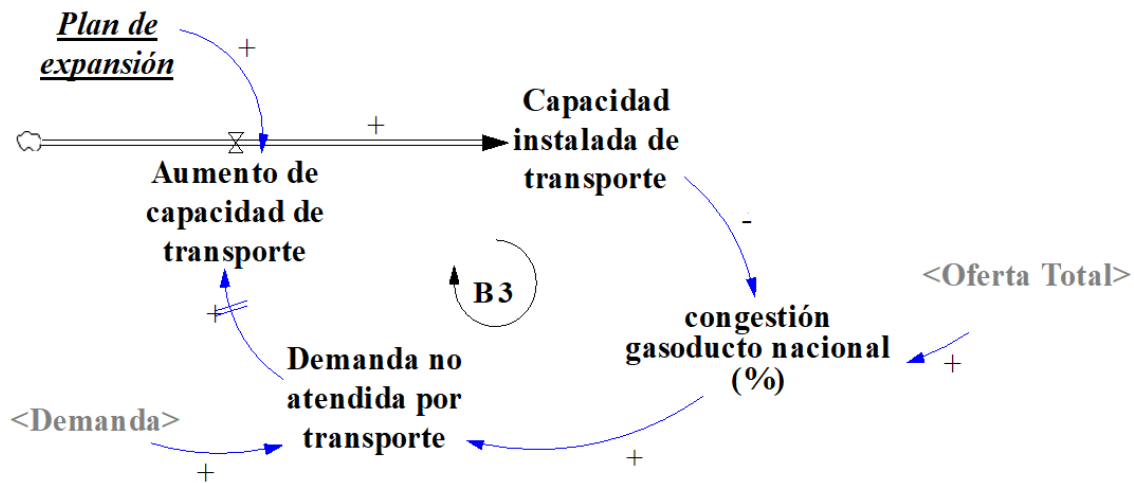 Plan de
expansión
+
+
Capacidad
instalada de
transporte
Aumento de
capacidad de
transporte
-
B3
<Oferta Total>
+
congestión
gasoducto nacional
(%)
+
Demanda no
atendida por
transporte
<Demanda>
+
+